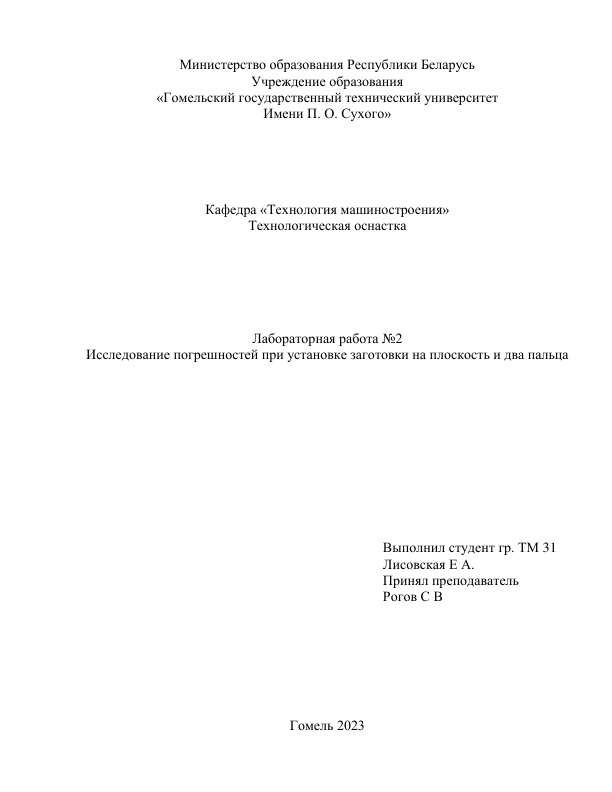 Министерство образования Республики Беларусь
Учреждение образования
«Гомельский государственный технический университет
Имени П. О. Сухого»
Кафедра «Технология машиностроения»
Технологическая оснастка
Лабораторная работа №2
Исследование погрешностей при установке заготовки на плоскость и два пальца
Выполнил студент гр. ТМ 31
Лисовская Е А.
Принял преподаватель
Рогов С В
Гомель 2023